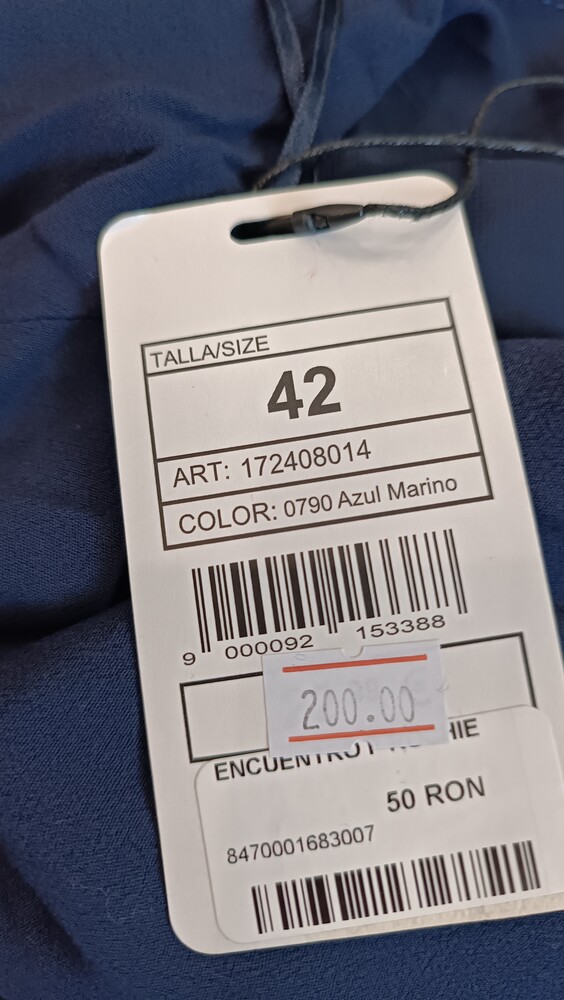 TALLA/SIZE
42
ART: 172408014
COLOR: 0790 Azul Marino
9 000092 153388
200.00
50 RON
8470001683007